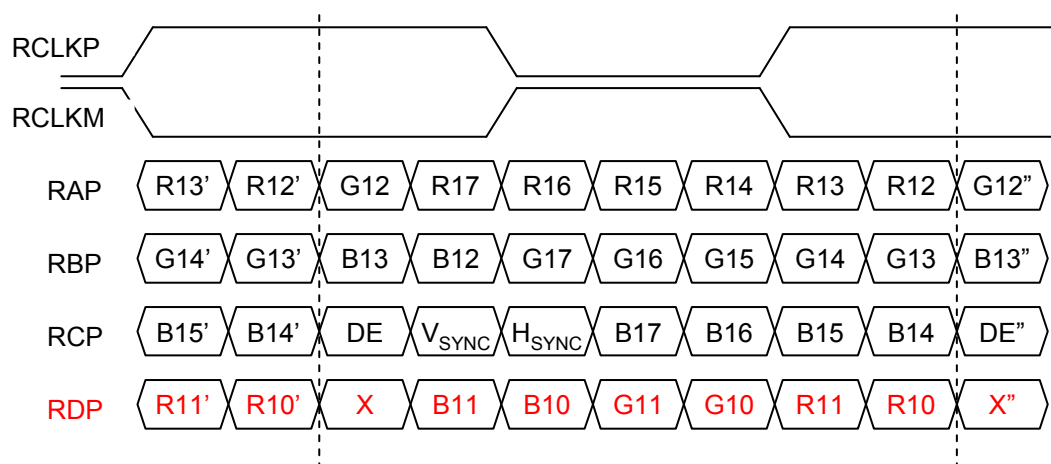 RCLKP
RCLKM
RAP R13’ R12’ G12 R17 R16 R15 R14 R13 R12 G12”
RBP G14’ G13’ B13 B12 G17 G16 G15 G14 G13 B13”
RCP B15’ B14’ DE VSYNC HSYNC B17 B16 B15 B14 DE”
RDP R11’ R10’ X B11 B10 G11 G10 R11 R10 X”